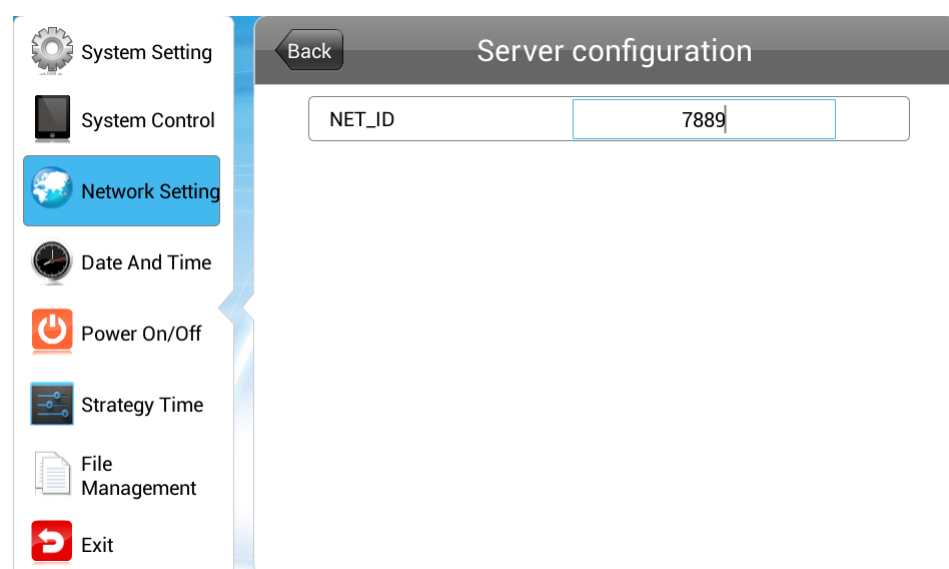 System Setting
System Control
Network Setting
Date And Time
Power On/Off
Strategy Time
File
Management
Exit
Back
Server configuration
NET_ID
7889